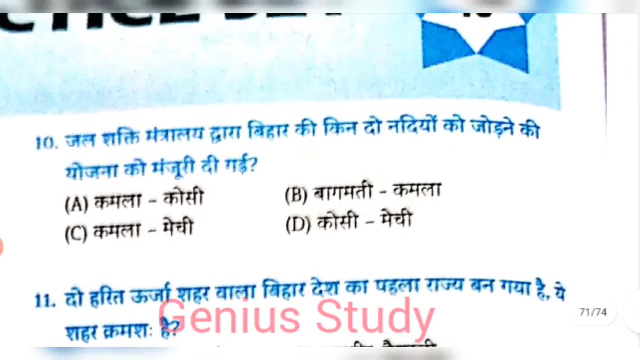 10. जल शक्ति मंत्रालय द्वारा बिहार की किन दो नदियों को जोड़ने की
योजना को मंजूरी दी गई?
(A) कमला - कोसी (B) बागमती - कमला
(C) कमला - मेची (D) कोसी - मेची
11. दो हरित ऊर्जा शहर वाला बिहार देश का पहला राज्य बन गया है, ये
शहर क्रमशः है?
Genius Study
71/74